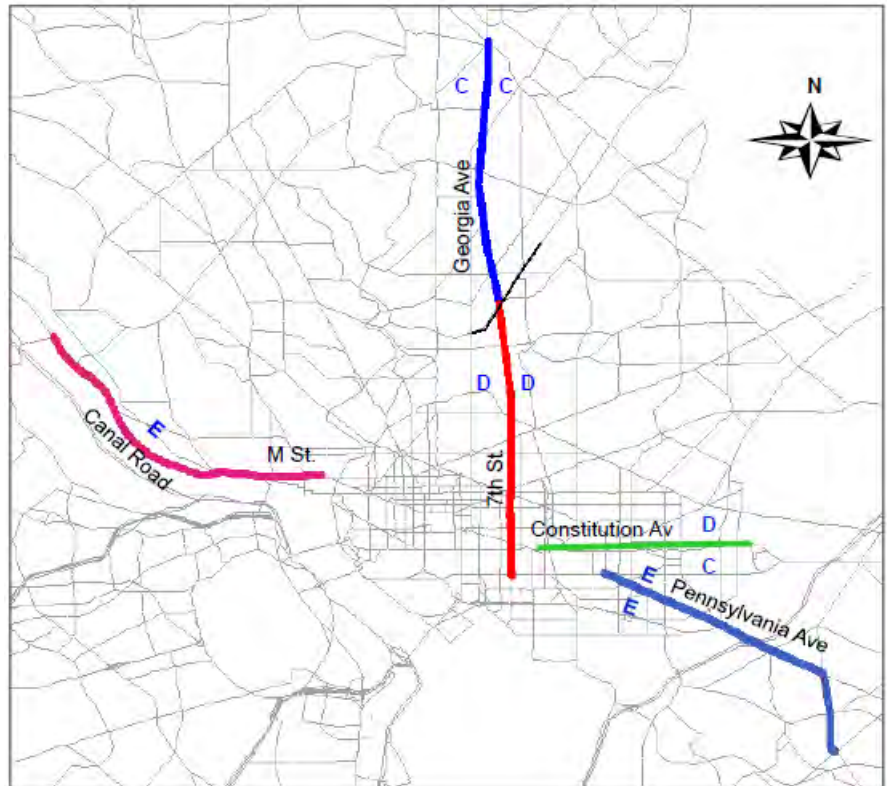 N
C C
Georgia Ave
D D
E
Canal Road
M St.
7th St.
Constitution Av
D
C
E
E
Pennsylvania Ave